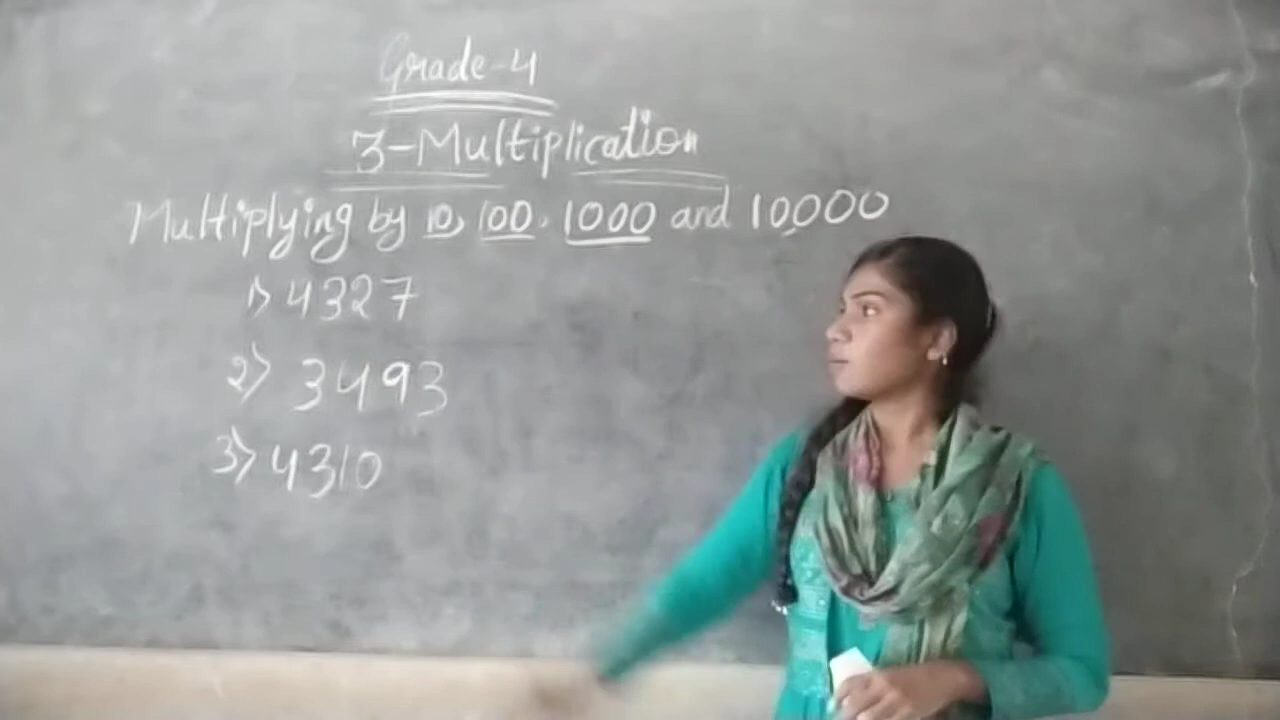 Grade-4
3-Multiplication
Multiplying by 10, 100, 1000 and 10,000
1) 4327
2) 3493
3) 4310